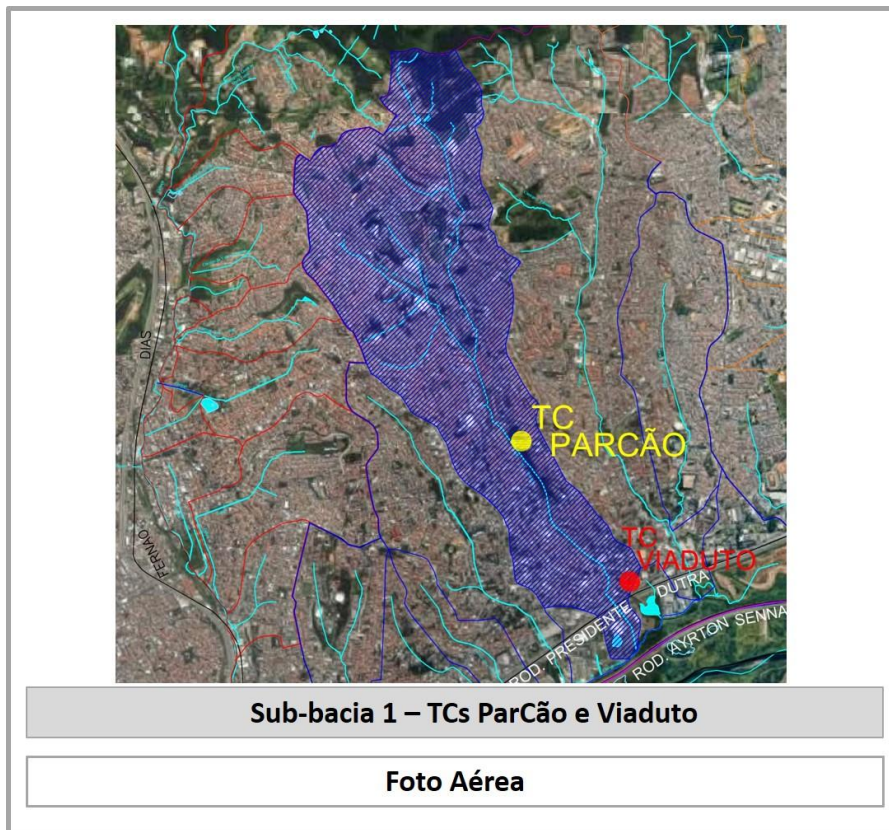 DIAS
FERNÃO
TC
PARCÃO
TC
VIADUTO
ROD. PRESIDENTE DUTRA
ROD. AYRTON SENNA
Sub-bacia 1 – TCs ParCão e Viaduto
Foto Aérea